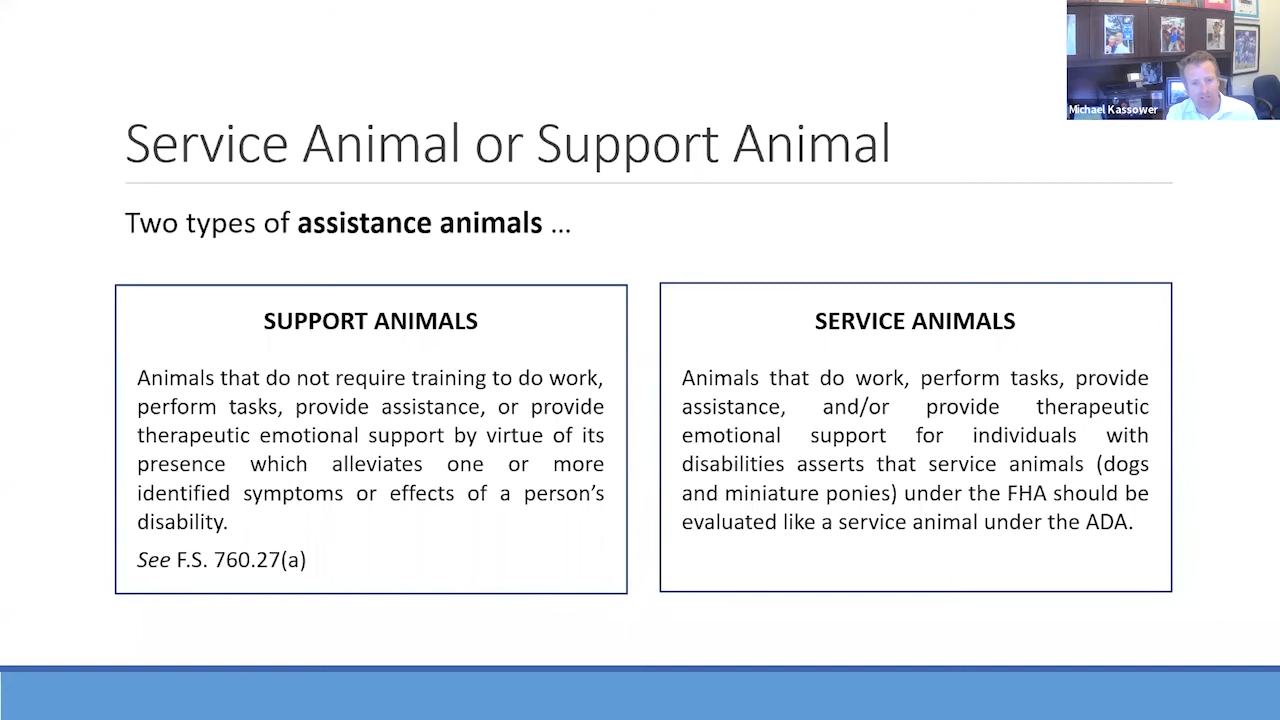 Michael Kassower
Service Animal or Support Animal
Two types of assistance animals ...
SUPPORT ANIMALS
Animals that do not require training to do work,
perform tasks, provide assistance, or provide
therapeutic emotional support by virtue of its
presence which alleviates one or more
identified symptoms or effects of a person’s
disability.
See F.S. 760.27(a)
SERVICE ANIMALS
Animals that do work, perform tasks, provide
assistance, and/or provide therapeutic
emotional support for individuals with
disabilities asserts that service animals (dogs
and miniature ponies) under the FHA should be
evaluated like a service animal under the ADA.